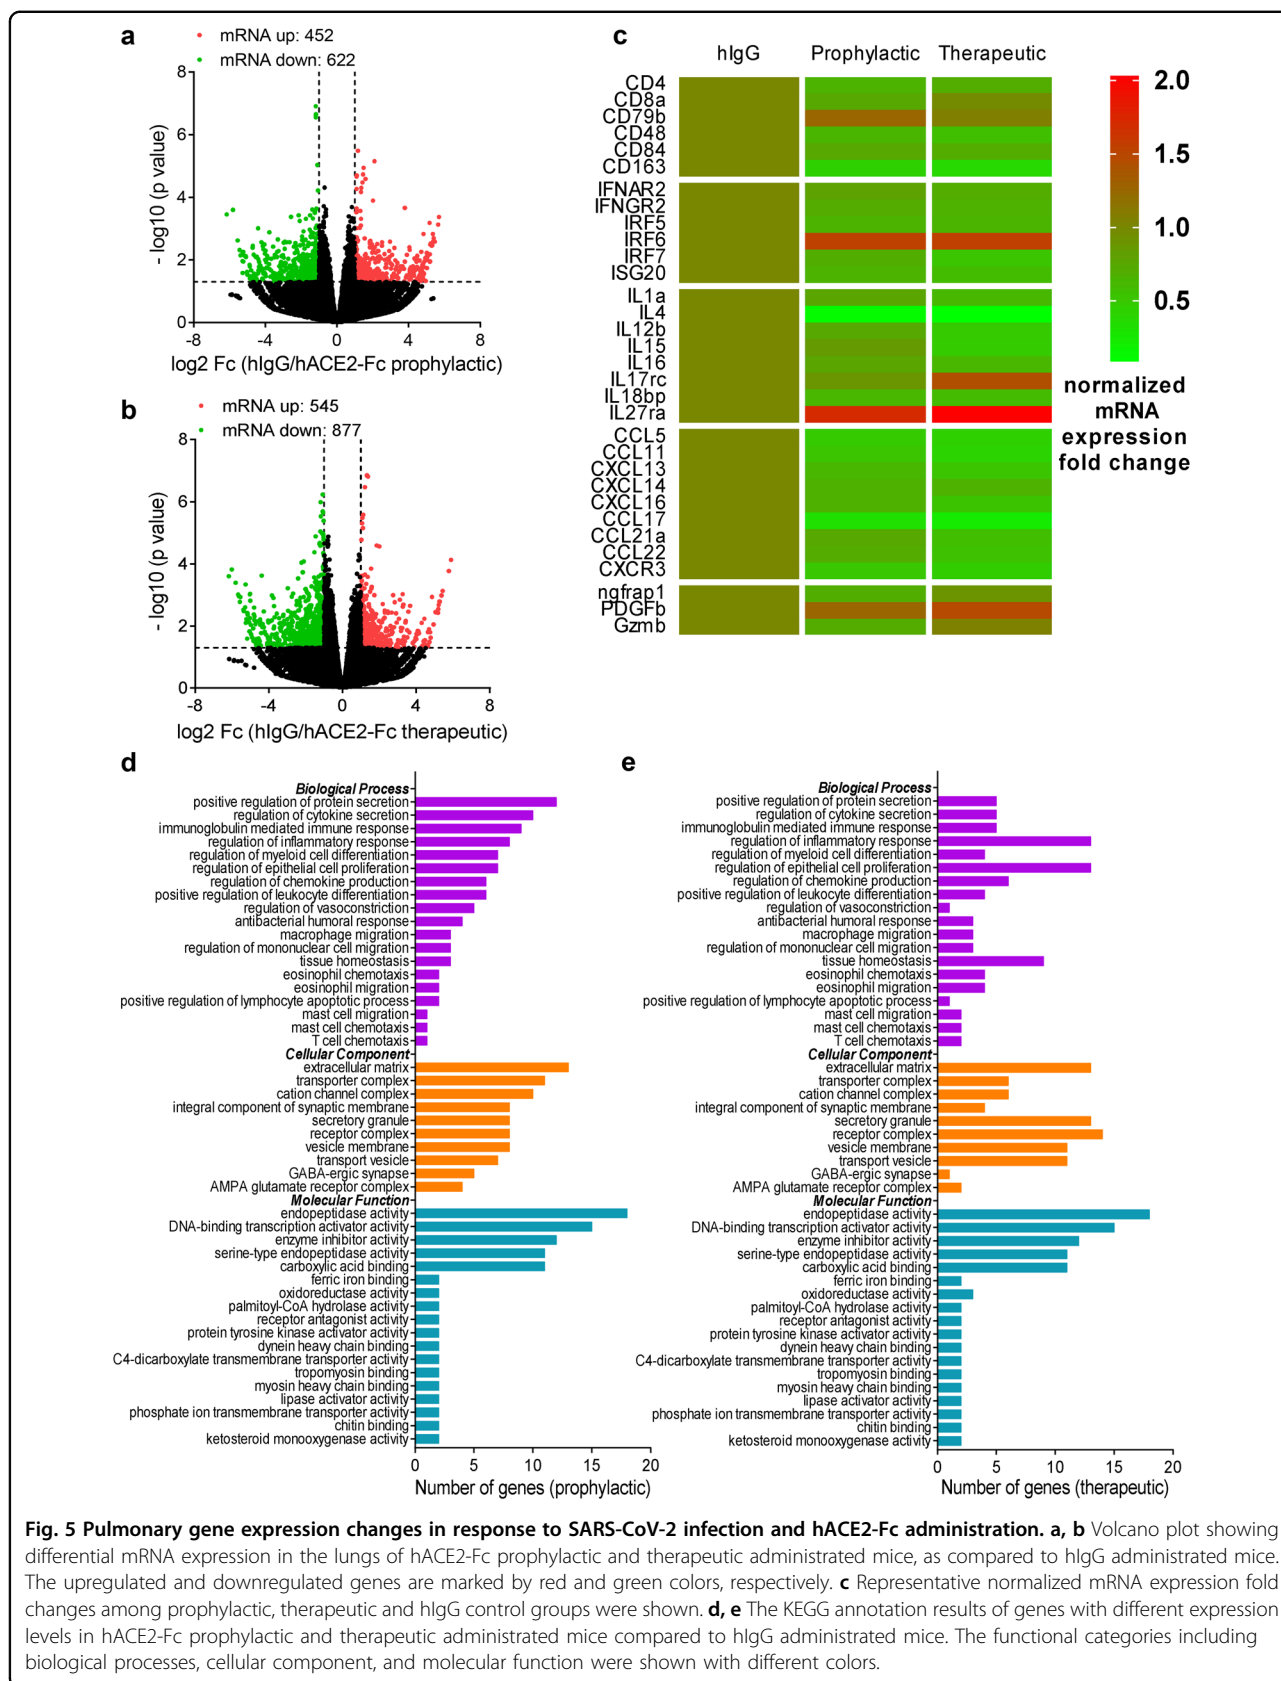 a
mRNA up: 452
mRNA down: 622
8
6
4
2
0
-8
-4
0
4
8
- log10 (p value)
log2 Fc (hIgG/hACE2-Fc prophylactic)
b
mRNA up: 545
mRNA down: 877
8
6
4
2
0
-8
-4
0
4
8
- log10 (p value)
log2 Fc (hIgG/hACE2-Fc therapeutic)
c
hIgG Prophylactic Therapeutic
CD4
CD8a
CD79b
CD48
CD84
CD163
IFNAR2
IFNGR2
IRF5
IRF6
IRF7
ISG20
IL1a
IL4
IL12b
IL15
IL16
IL17rc
IL18bp
IL27ra
CCL5
CCL11
CXCL13
CXCL14
CXCL16
CCL17
CCL21a
CCL22
CXCR3
ngfrap1
PDGFb
Gzmb
2.0
1.5
1.0
0.5
normalized
mRNA
expression
fold change
d
Biological Process
positive regulation of protein secretion
regulation of cytokine secretion
immunoglobulin mediated immune response
regulation of inflammatory response
regulation of myeloid cell differentiation
regulation of epithelial cell proliferation
regulation of chemokine production
positive regulation of leukocyte differentiation
regulation of vasoconstriction
antibacterial humoral response
macrophage migration
regulation of mononuclear cell migration
tissue homeostasis
eosinophil chemotaxis
eosinophil migration
positive regulation of lymphocyte apoptotic process
mast cell migration
mast cell chemotaxis
T cell chemotaxis
Cellular Component
extracellular matrix
transporter complex
cation channel complex
integral component of synaptic membrane
secretory granule
receptor complex
vesicle membrane
transport vesicle
GABA-ergic synapse
AMPA glutamate receptor complex
Molecular Function
endopeptidase activity
DNA-binding transcription activator activity
enzyme inhibitor activity
serine-type endopeptidase activity
carboxylic acid binding
ferric iron binding
oxidoreductase activity
palmitoyl-CoA hydrolase activity
receptor antagonist activity
protein tyrosine kinase activator activity
dynein heavy chain binding
C4-dicarboxylate transmembrane transporter activity
tropomyosin binding
myosin heavy chain binding
lipase activator activity
phosphate ion transmembrane transporter activity
chitin binding
ketosteroid monooxygenase activity
0 5 10 15 20
Number of genes (prophylactic)
e
Biological Process
positive regulation of protein secretion
regulation of cytokine secretion
immunoglobulin mediated immune response
regulation of inflammatory response
regulation of myeloid cell differentiation
regulation of epithelial cell proliferation
regulation of chemokine production
positive regulation of leukocyte differentiation
regulation of vasoconstriction
antibacterial humoral response
macrophage migration
regulation of mononuclear cell migration
tissue homeostasis
eosinophil chemotaxis
eosinophil migration
positive regulation of lymphocyte apoptotic process
mast cell migration
mast cell chemotaxis
T cell chemotaxis
Cellular Component
extracellular matrix
transporter complex
cation channel complex
integral component of synaptic membrane
secretory granule
receptor complex
vesicle membrane
transport vesicle
GABA-ergic synapse
AMPA glutamate receptor complex
Molecular Function
endopeptidase activity
DNA-binding transcription activator activity
enzyme inhibitor activity
serine-type endopeptidase activity
carboxylic acid binding
ferric iron binding
oxidoreductase activity
palmitoyl-CoA hydrolase activity
receptor antagonist activity
protein tyrosine kinase activator activity
dynein heavy chain binding
C4-dicarboxylate transmembrane transporter activity
tropomyosin binding
myosin heavy chain binding
lipase activator activity
phosphate ion transmembrane transporter activity
chitin binding
ketosteroid monooxygenase activity
0 5 10 15 20
Number of genes (therapeutic)
Fig. 5 Pulmonary gene expression changes in response to SARS-CoV-2 infection and hACE2-Fc administration. a, b Volcano plot showing
differential mRNA expression in the lungs of hACE2-Fc prophylactic and therapeutic administrated mice, as compared to hIgG administrated mice.
The upregulated and downregulated genes are marked by red and green colors, respectively. c Representative normalized mRNA expression fold
changes among prophylactic, therapeutic and hIgG control groups were shown. d, e The KEGG annotation results of genes with different expression
levels in hACE2-Fc prophylactic and therapeutic administrated mice compared to hIgG administrated mice. The functional categories including
biological processes, cellular component, and molecular function were shown with different colors.